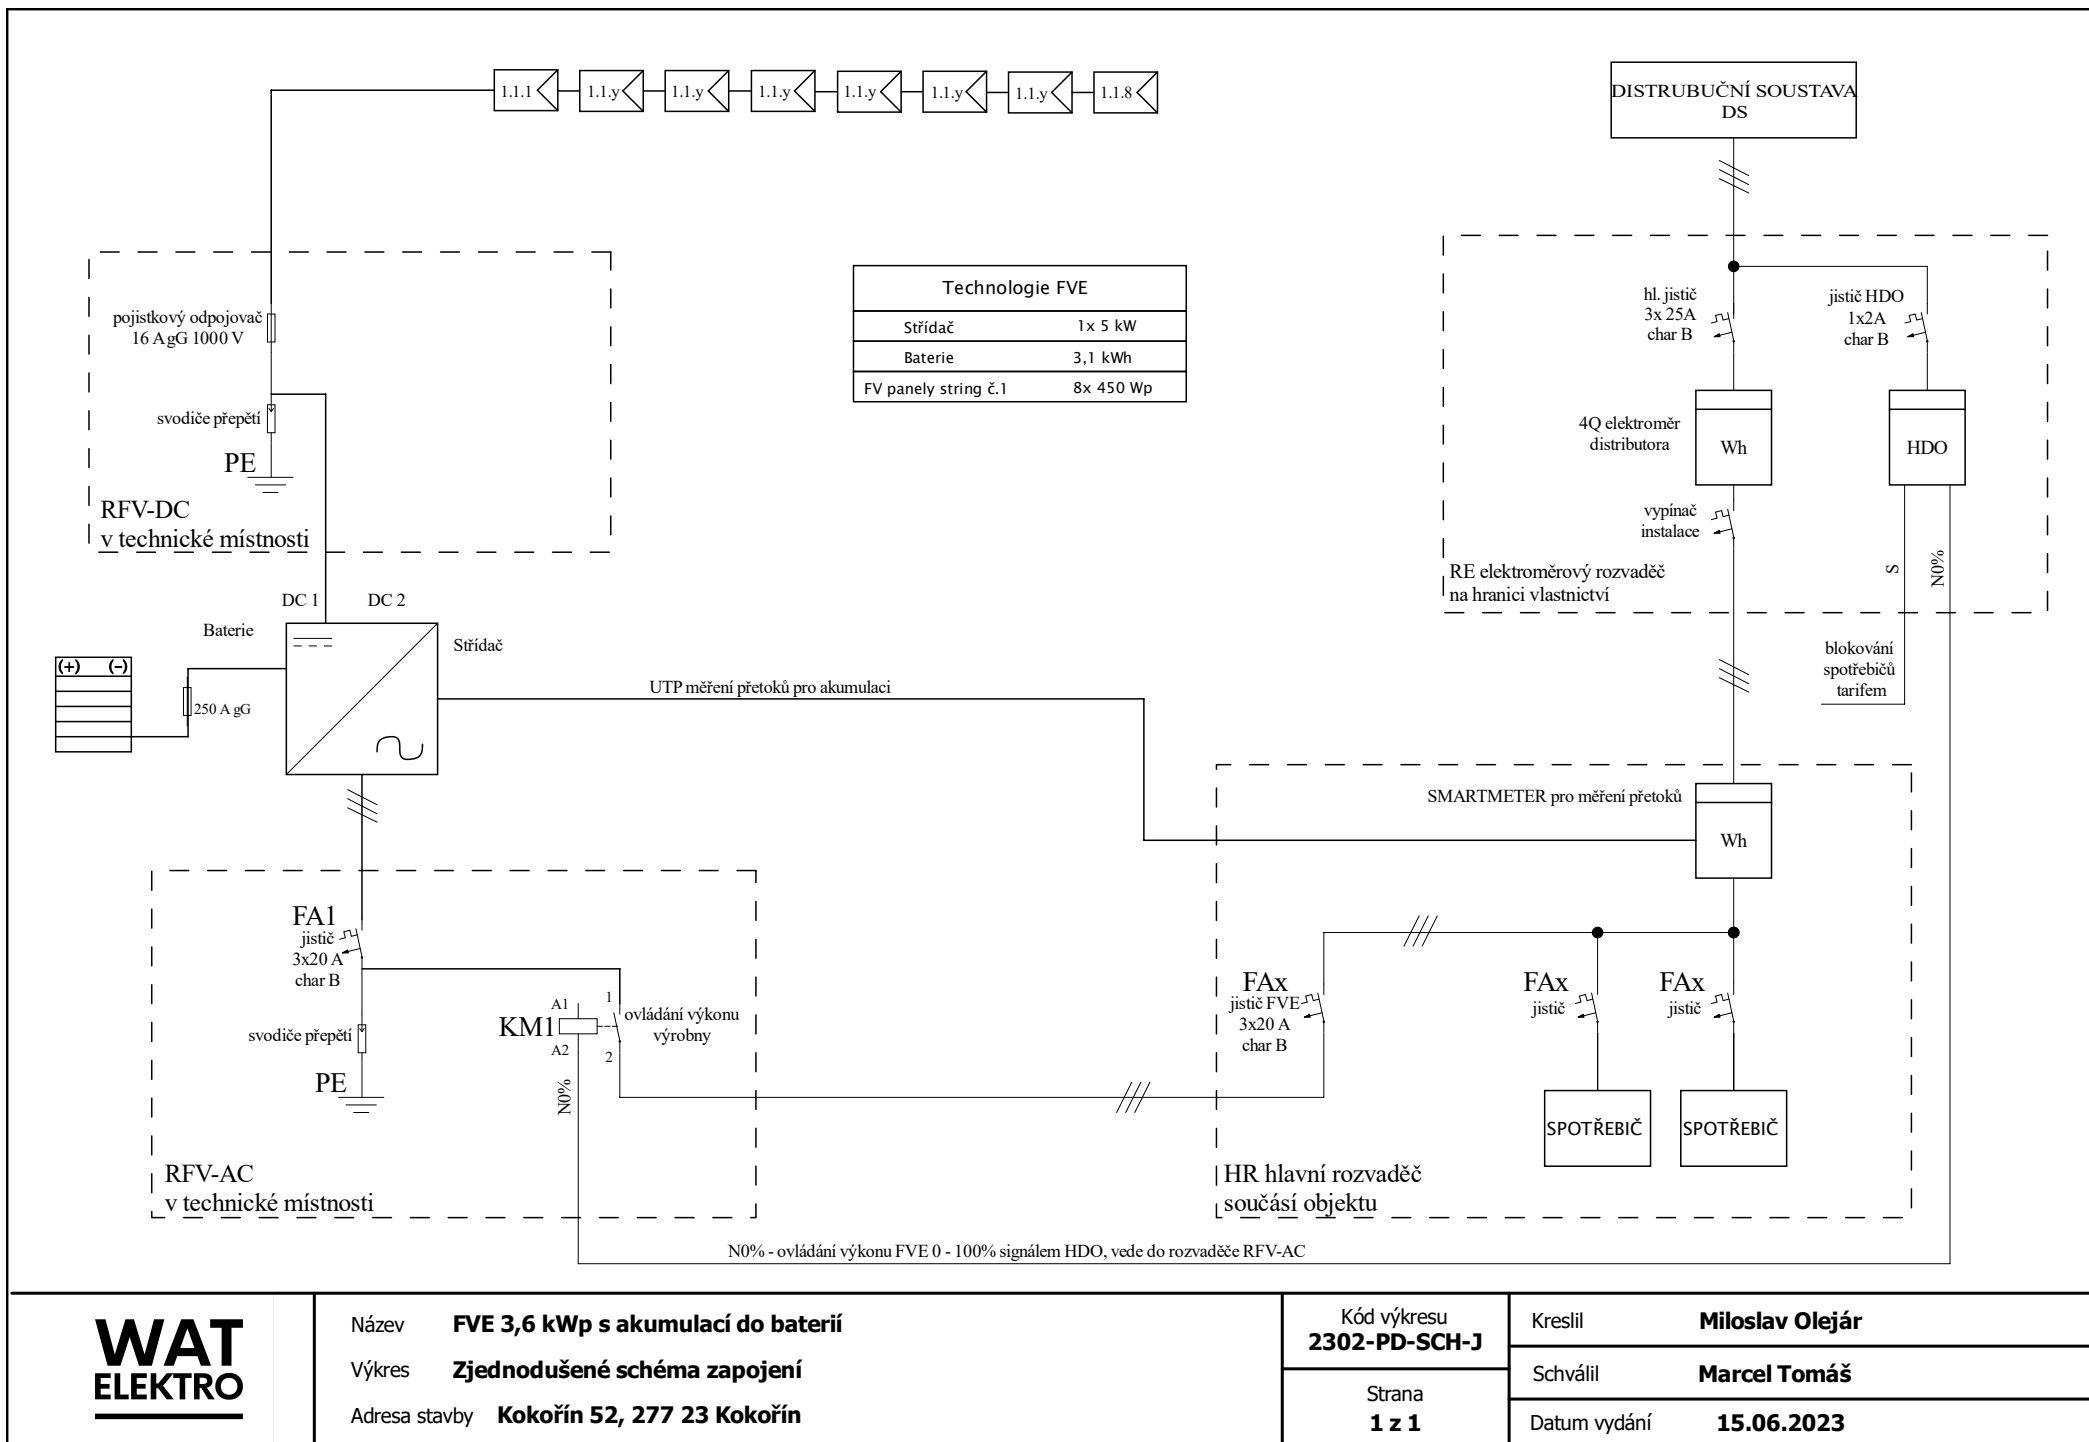 1.1.1
1.1.y
1.1.y
1.1.y
1.1.y
1.1.y
1.1.y
1.1.8
DISTRUBUČNÍ SOUSTAVA
DS
pojistkový odpojovač
16 AgG 1000 V
svodiče přepětí
PE
RFV-DC
v technické místnosti
Technologie FVE
Střídač 1x 5 kW
Baterie 3,1 kWh
FV panely string č.1 8x 450 Wp
hl. jistič
3x 25A
char B
jistič HDO
1x2A
char B
4Q elektroměr
distributora
Wh
HDO
vypínač
instalace
S
N0%
RE elektroměrový rozvaděč
na hranici vlastnictví
blokování
spotřebičů
tarifem
DC 1
DC 2
Baterie
Střídač
(+) (-)
250 A gG
UTP měření přetoků pro akumulaci
SMARTMETER pro měření přetoků
Wh
FA1
jistič
3x20 A
char B
svodiče přepětí
PE
A1
KM1
A2
1
2
ovládání výkonu
výrobny
N0%
RFV-AC
v technické místnosti
FAx
jistič FVE
3x20 A
char B
FAx
jistič
FAx
jistič
SPOTŘEBIČ
SPOTŘEBIČ
HR hlavní rozvaděč
součásí objektu
N0% - ovládání výkonu FVE 0 - 100% signálem HDO, vede do rozvaděče RFV-AC
WAT
ELEKTRO
Název FVE 3,6 kWp s akumulací do baterií
Výkres Zjednodušené schéma zapojení
Adresa stavby Kokořín 52, 277 23 Kokořín
Kód výkresu
2302-PD-SCH-J
Strana
1 z 1
Kreslil Miloslav Olejár
Schválil Marcel Tomáš
Datum vydání 15.06.2023